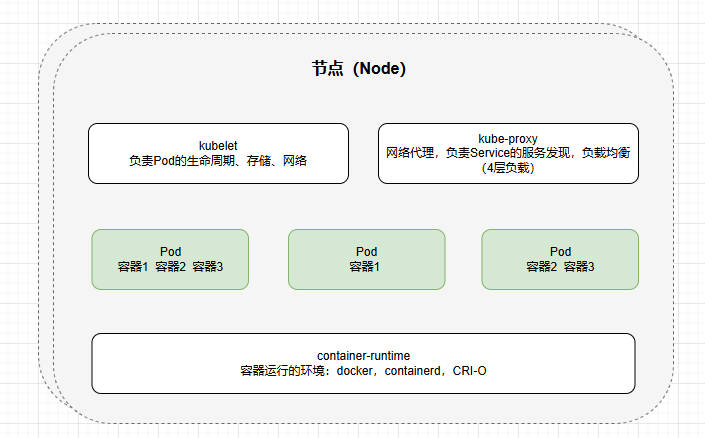 节点（Node）
kubelet
负责Pod的生命周期、存储、网络
kube-proxy
网络代理，负责Service的服务发现，负载均衡
（4层负载）
Pod
容器1 容器2 容器3
Pod
容器1
Pod
容器2 容器3
container-runtime
容器运行的环境：docker，containerd，CRI-O